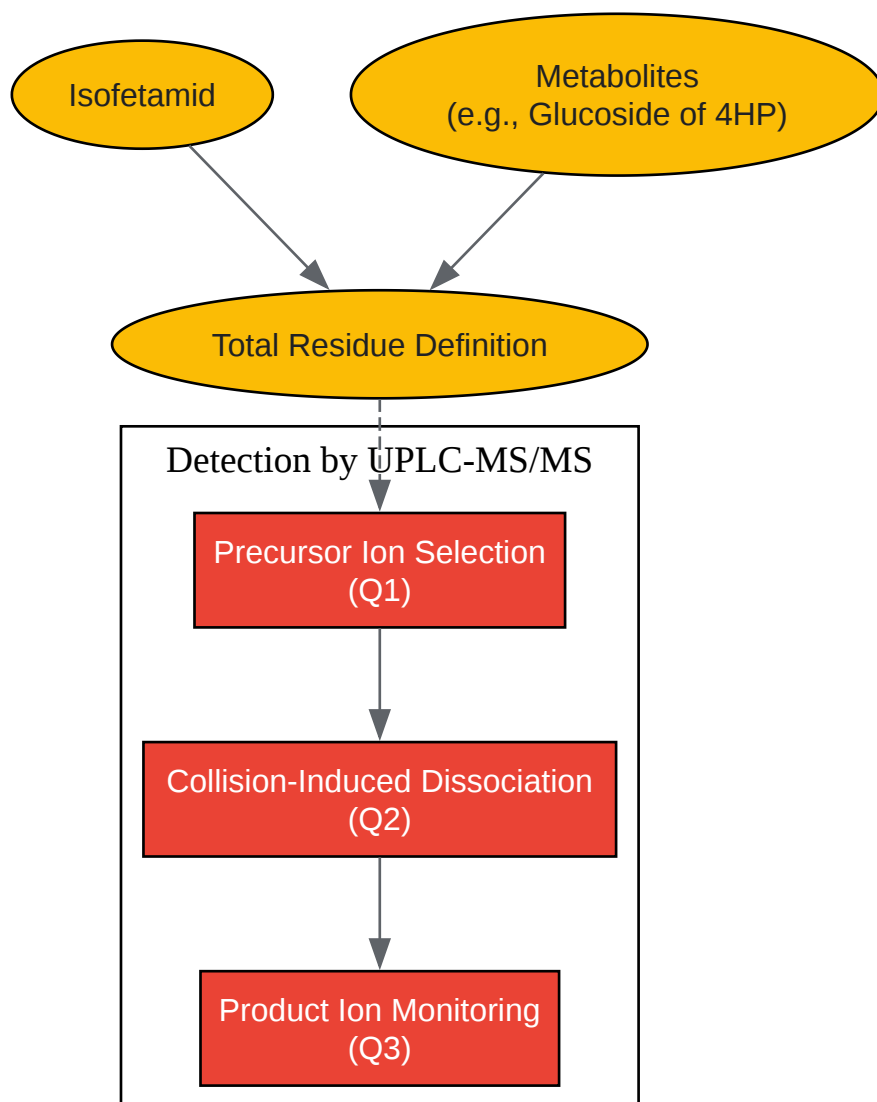 Isofetamid
Metabolites
(e.g., Glucoside of 4HP)
Total Residue Definition
Detection by UPLC-MS/MS
Precursor Ion Selection
(Q1)
Collision-Induced Dissociation
(Q2)
Product Ion Monitoring
(Q3)